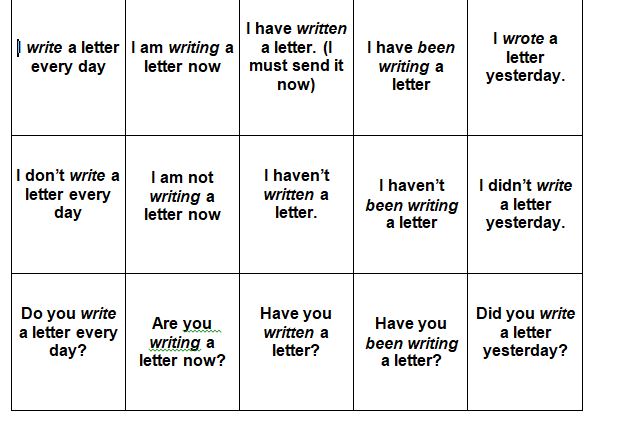 I write a letter
every day
I am writing a
letter now
I have written
a letter. (I
must send it
now)
I have been
writing a
letter
I wrote a
letter
yesterday.
I don’t write a
letter every
day
I am not
writing a
letter now
I haven’t
written a
letter.
I haven’t
been writing
a letter
I didn’t write
a letter
yesterday.
Do you write
a letter every
day?
Are you
writing a
letter now?
Have you
written a
letter?
Have you
been writing
a letter?
Did you write
a letter
yesterday?